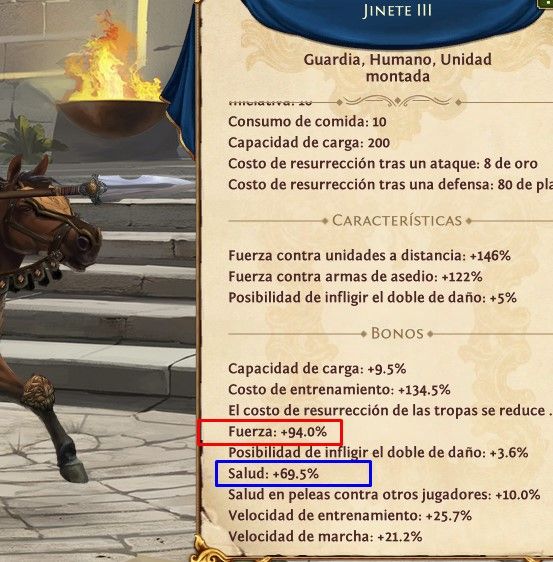 Jinete III
Guardia, Humano, Unidad
montada
Iniciativa: 10
Consumo de comida: 10
Capacidad de carga: 200
Costo de resurrección tras un ataque: 8 de oro
Costo de resurrección tras una defensa: 80 de pla
Características
Fuerza contra unidades a distancia: +146%
Fuerza contra armas de asedio: +122%
Posibilidad de infligir el doble de daño: +5%
Bonos
Capacidad de carga: +9.5%
Costo de entrenamiento: +134.5%
El costo de resurrección de las tropas se reduce .
Fuerza: +94.0%
Posibilidad de infligir el doble de daño: +3.6%
Salud: +69.5%
Salud en peleas contra otros jugadores: +10.0%
Velocidad de entrenamiento: +25.7%
Velocidad de marcha: +21.2%